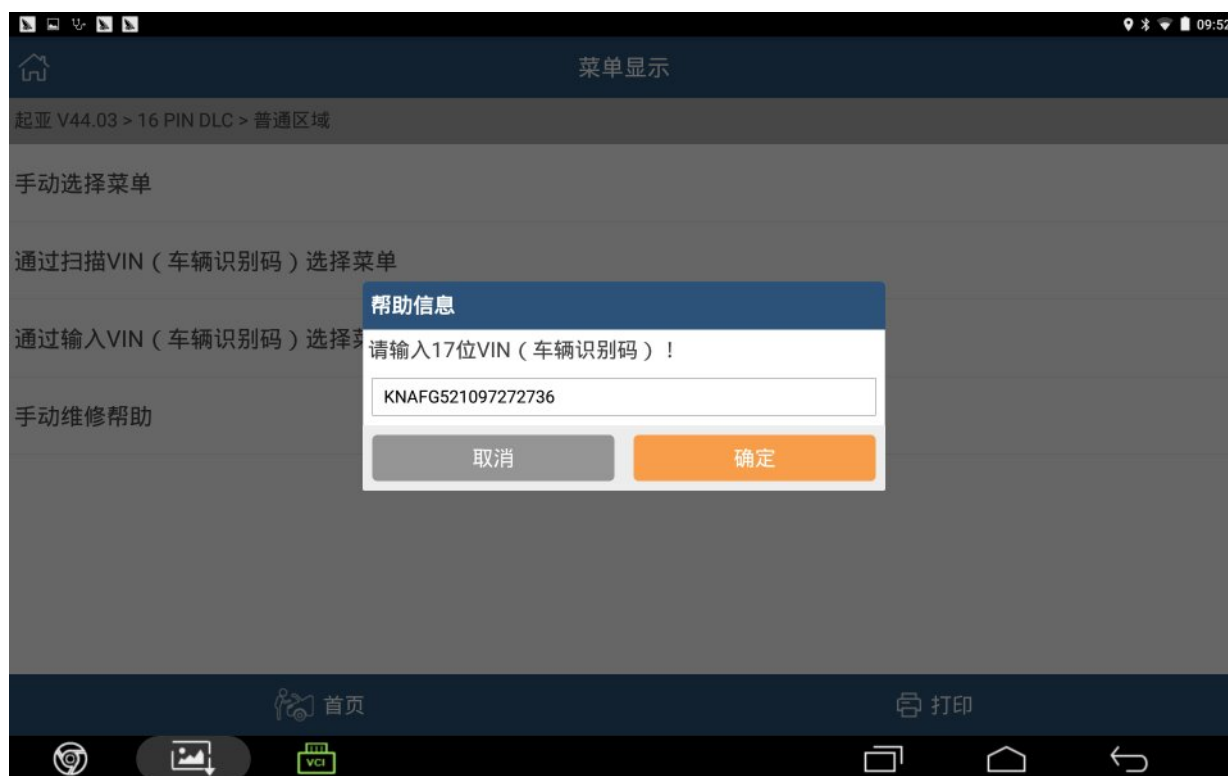 09:52
菜单显示
起亚 V44.03 > 16 PIN DLC > 普通区域
手动选择菜单
通过扫描VIN（车辆识别码）选择菜单
通过输入VIN（车辆识别码）选择
手动维修帮助
帮助信息
请输入17位VIN（车辆识别码）！
KNAFG521097272736
取消
确定
首页
打印
VCI